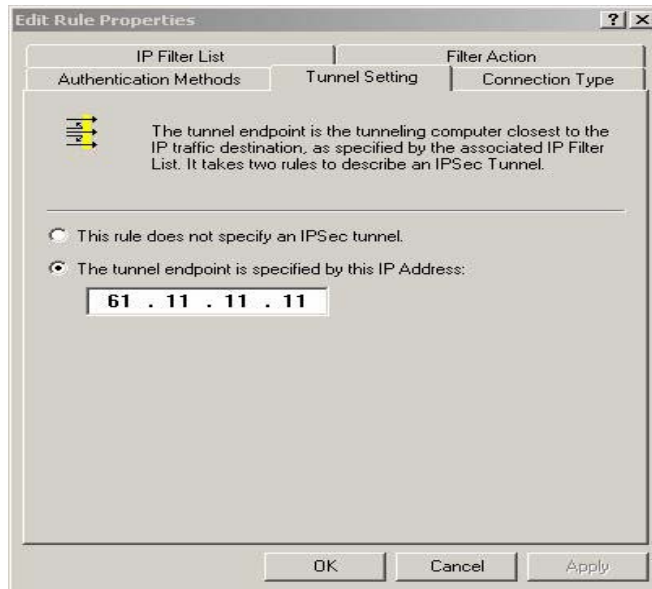 Edit Rule Properties
IP Filter List
Filter Action
Authentication Methods
Tunnel Setting
Connection Type
The tunnel endpoint is the tunneling computer closest to the
IP traffic destination, as specified by the associated IP Filter
List. It takes two rules to describe an IPSec Tunnel.
This rule does not specify an IPSec tunnel.
The tunnel endpoint is specified by this IP Address:
61 . 11 . 11 . 11
OK
Cancel
Apply